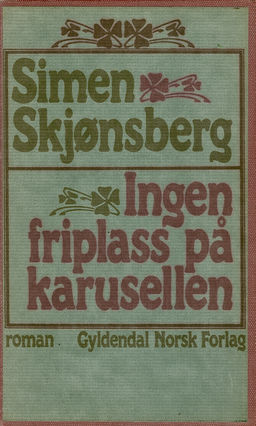 Simen
Skjønsberg
Ingen
friplass på
karusellen
roman. Gyldendal Norsk Forlag